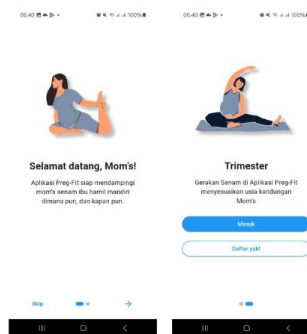 06.40
100%
Selamat datang, Mom's!
Aplikasi Preg-Fit siap mendampingi
mom's senam ibu hamil mandiri
dimana pun, dan kapan pun.
Skip
06.40
100%
Trimester
Gerakan Senam di Aplikasi Preg-Fit
menyesuaikan usia kandungan
Mom's
Masuk
Daftar yuk!